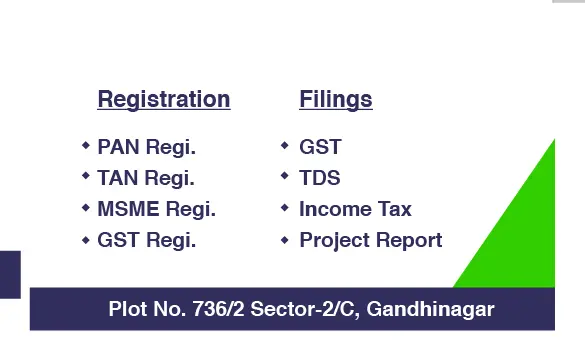 Registration
PAN Regi.
TAN Regi.
MSME Regi.
GST Regi.
Filings
GST
TDS
Income Tax
Project Report
Plot No. 736/2 Sector-2/C, Gandhinagar